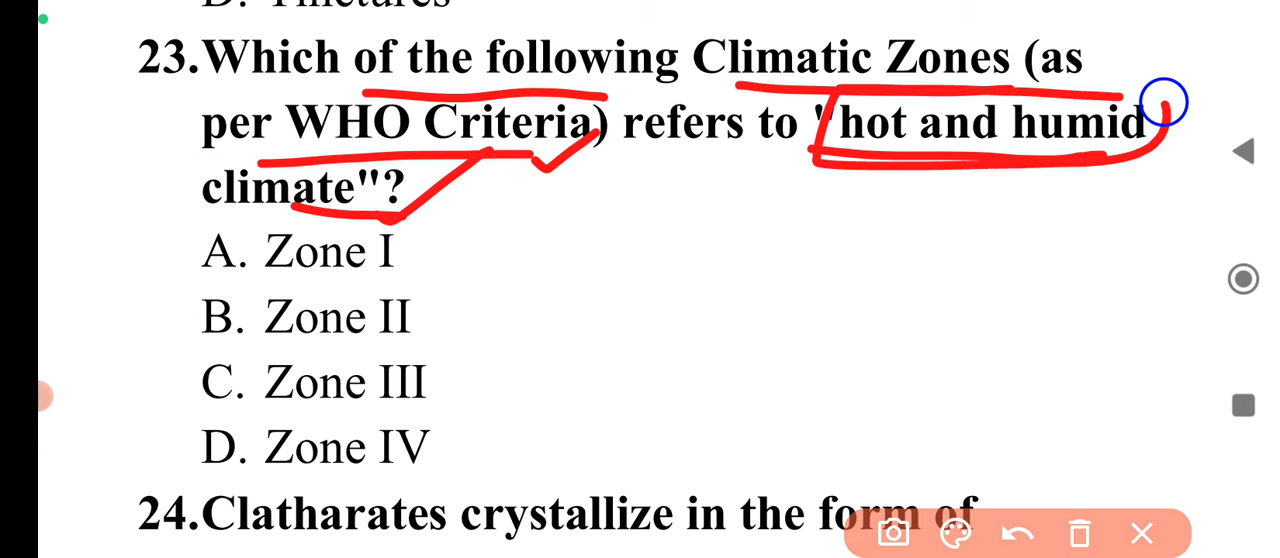 D. Tinctures
23.Which of the following Climatic Zones (as
per WHO Criteria) refers to "hot and humid
climate"?
A. Zone I
B. Zone II
C. Zone III
D. Zone IV
24.Clatharates crystallize in the form of